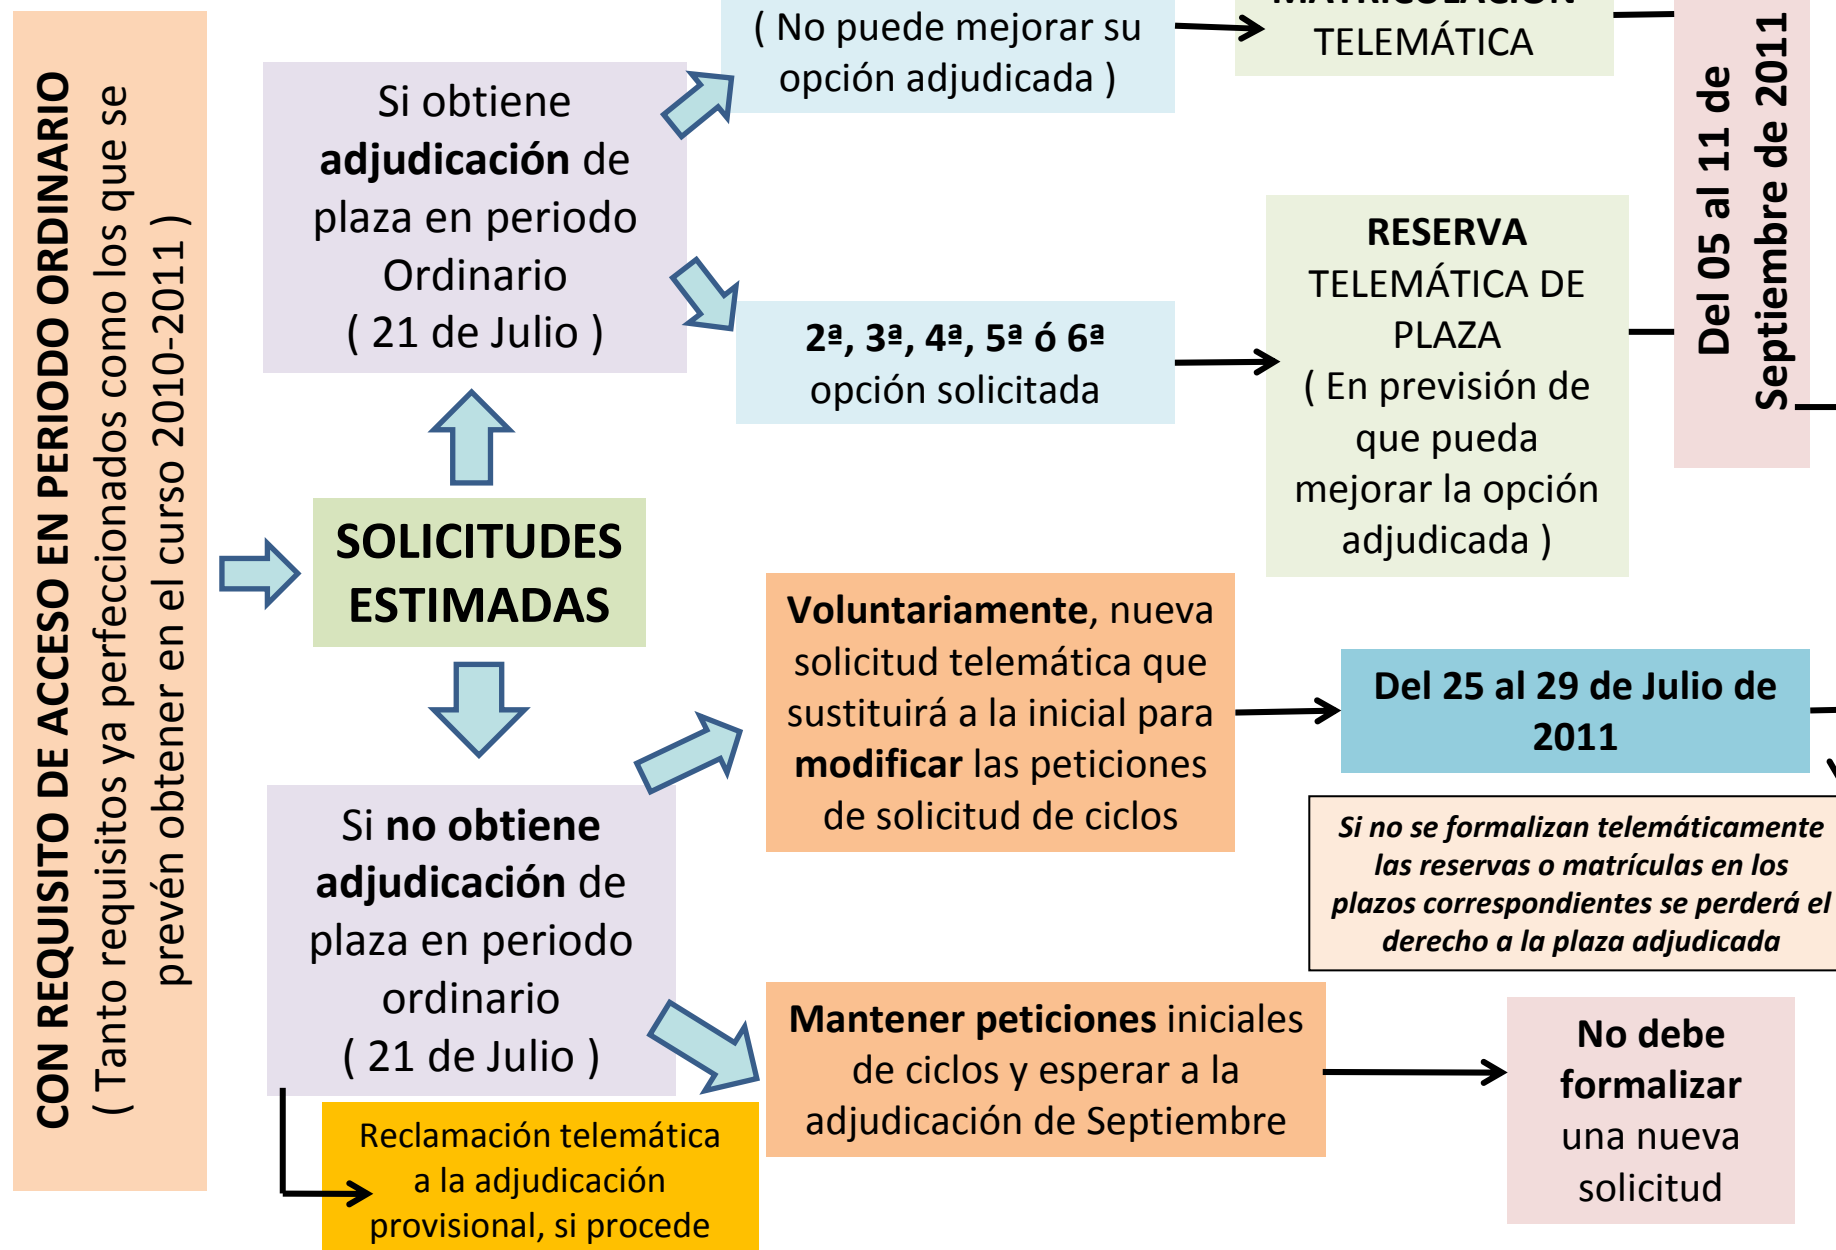 CON REQUISITO DE ACCESO EN PERIODO ORDINARIO
( Tanto requisitos ya perfeccionados como los que se
prevén obtener en el curso 2010-2011 )
Si obtiene
adjudicación de
plaza en periodo
Ordinario
( 21 de Julio )
( No puede mejorar su
opción adjudicada )
MATRICULACIÓN
TELEMÁTICA
Del 05 al 11 de
Septiembre de 2011
2ª, 3ª, 4ª, 5ª ó 6ª
opción solicitada
RESERVA
TELEMÁTICA DE
PLAZA
( En previsión de
que pueda
mejorar la opción
adjudicada )
SOLICITUDES
ESTIMADAS
Voluntariamente, nueva
solicitud telemática que
sustituirá a la inicial para
modificar las peticiones
de solicitud de ciclos
Del 25 al 29 de Julio de
2011
Si no se formalizan telemáticamente
las reservas o matrículas en los
plazos correspondientes se perderá el
derecho a la plaza adjudicada
Si no obtiene
adjudicación de
plaza en periodo
ordinario
( 21 de Julio )
Mantener peticiones iniciales
de ciclos y esperar a la
adjudicación de Septiembre
No debe
formalizar
una nueva
solicitud
Reclamación telemática
a la adjudicación
provisional, si procede